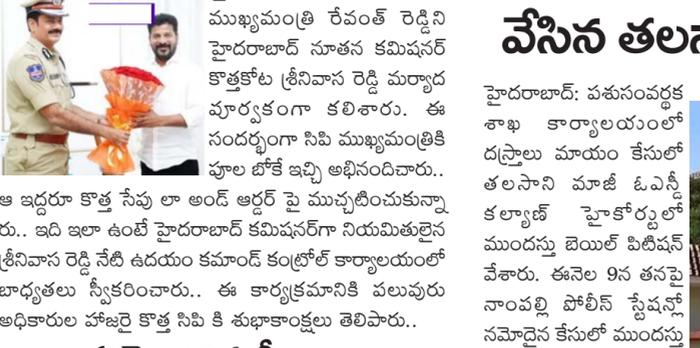 ముఖ్యమంత్రి రేవంత్ రెడ్డిని
హైదరాబాద్ నూతన కమిషనర్
కొత్తకోట శ్రీనివాస రెడ్డి మర్యాద
పూర్వకంగా కలిశారు. ఈ
సందర్భంగా సిపి ముఖ్యమంత్రికి
పూల బోకే ఇచ్చి అభినందిచారు..
ఆ ఇద్దరూ కొత్త సేపు లా అండ్ ఆర్డర్ పై ముచ్చటించుకున్నా
రు.. ఇది ఇలా ఉంటే హైదరాబాద్ కమిషనర్‌గా నియమితులైన
శ్రీనివాస రెడ్డి నేటి ఉదయం కమాండ్ కంట్రోల్ కార్యాలయంలో
బాధ్యతలు స్వీకరించారు.. ఈ కార్యక్రమానికి పలువురు
అధికారుల హాజరై కొత్త సిపి కి శుభాకాంక్షలు తెలిపారు..
వేసిన
హైదరాబాద్: పశుసంవర్థక
శాఖ కార్యాలయంలో
దస్త్రాలు మాయం కేసులో
తలసాని మాజీ ఓఎస్డీ
కల్యాణ్ హైకోర్టులో
ముందస్తు బెయిల్ పిటిషన్
వేశారు. ఈనెల 9న తనపై
నాంపల్లి పోలీస్ స్టేషన్లో
నమోదైన కేసులో ముందస్తు